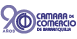 90 AÑOS
CAMARA DE
COMERCIO
DE BARRANQUILLA